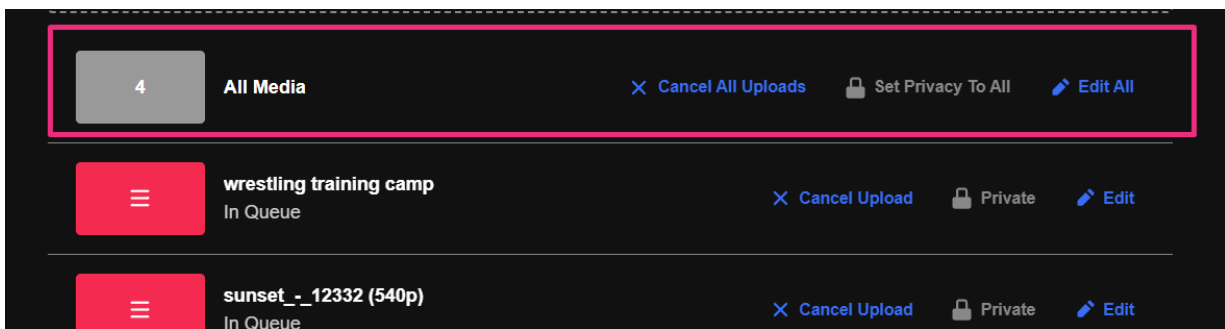 4 All Media Cancel All Uploads Set Privacy To All Edit All
wrestling training camp
In Queue
Cancel Upload Private Edit
sunset_-_12332 (540p)
In Queue
Cancel Upload Private Edit